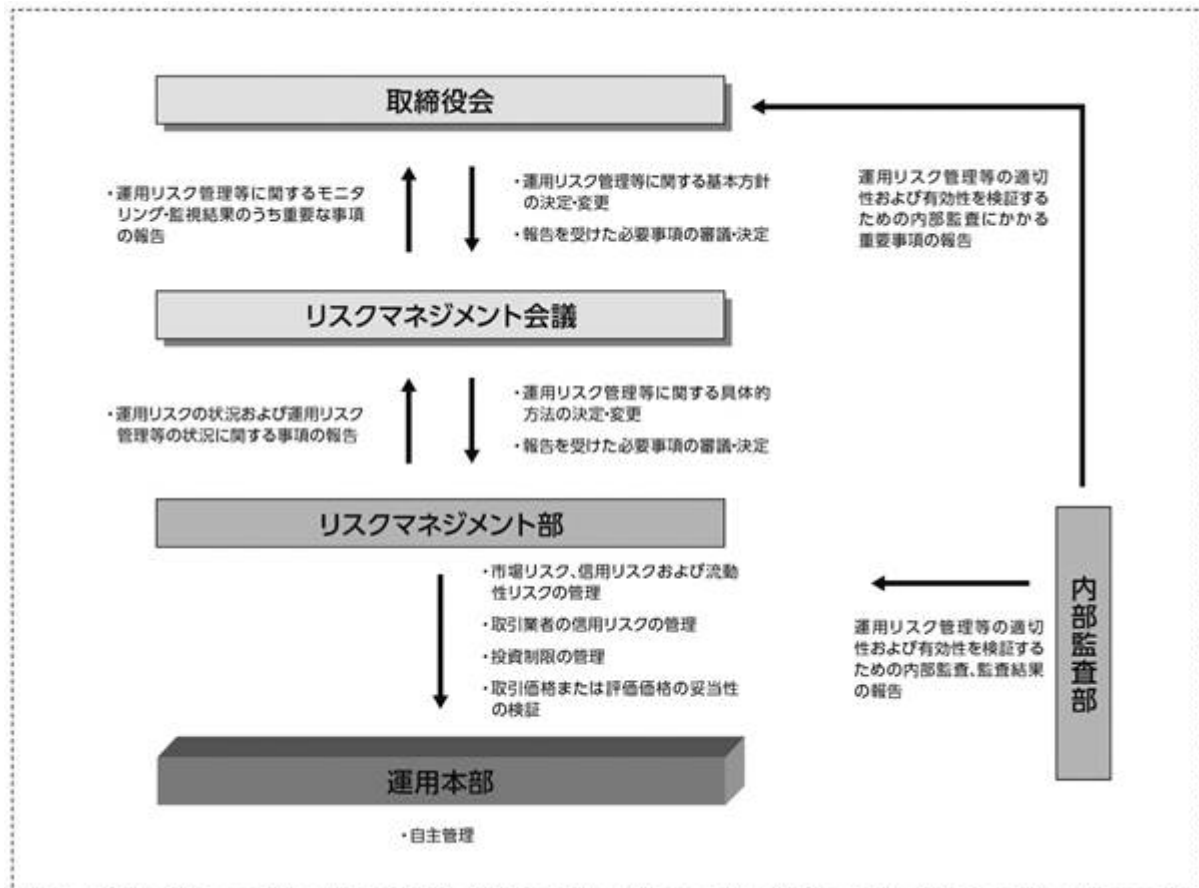 取締役会
・運用リスク管理等に関するモニタ
リング・監視結果のうち重要な事項
の報告
・運用リスク管理等に関する基本方針
の決定・変更
・報告を受けた必要事項の審議・決定
運用リスク管理等の適切
性および有効性を検証す
るための内部監査にかかる
重要事項の報告
リスクマネジメント会議
・運用リスクの状況および運用リスク
管理等の状況に関する事項の報告
・運用リスク管理等に関する具体的
方法の決定・変更
・報告を受けた必要事項の審議・決定
リスクマネジメント部
・市場リスク、信用リスクおよび流動
性リスクの管理
・取引業者の信用リスクの管理
・投資制限の管理
・取引価格または評価価格の妥当性
の検証
運用リスク管理等の適切
性および有効性を検証する
ための内部監査、監査結果
の報告
内部監査部
運用本部
・自主管理